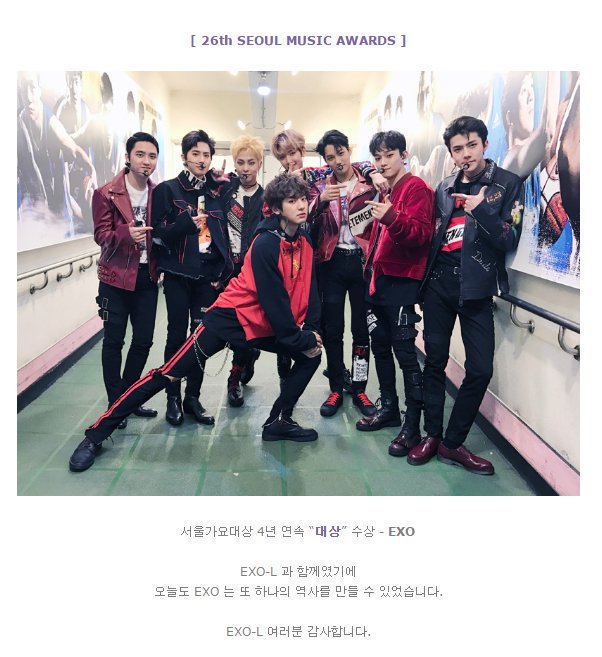 [ 26th SEOUL MUSIC AWARDS ]
서울가요대상 4년 연속 “대상” 수상 - EXO
EXO-L 과 함께였기에
오늘도 EXO 는 또 하나의 역사를 만들 수 있었습니다.
EXO-L 여러분 감사합니다.